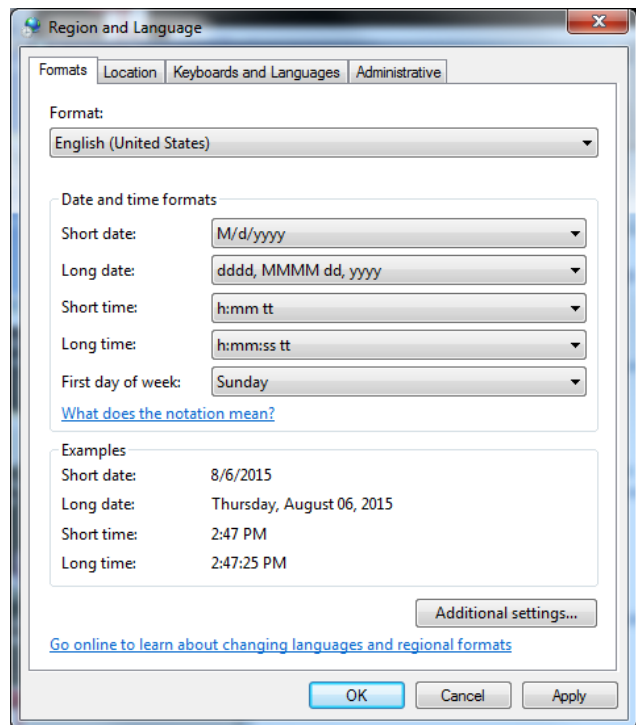 Region and Language
Formats Location Keyboards and Languages Administrative
Format:
English (United States)
Date and time formats
Short date: M/d/yyyy
Long date: dddd, MMMM dd, yyyy
Short time: h:mm tt
Long time: h:mm:ss tt
First day of week: Sunday
What does the notation mean?
Examples
Short date: 8/6/2015
Long date: Thursday, August 06, 2015
Short time: 2:47 PM
Long time: 2:47:25 PM
Additional settings...
Go online to learn about changing languages and regional formats
OK Cancel Apply